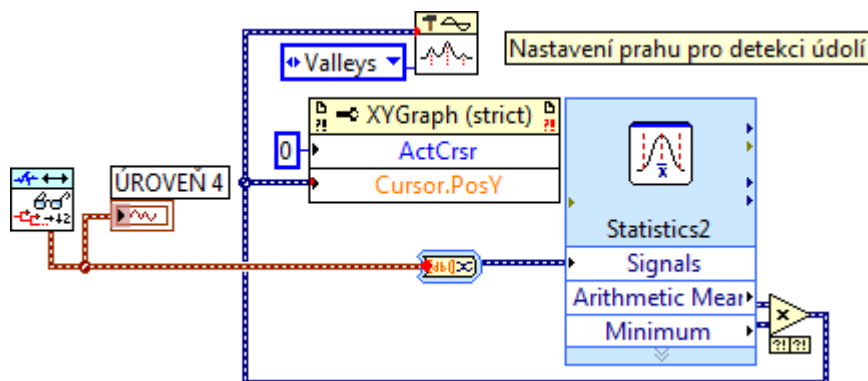 Valleys
Nastavení prahu pro detekci údolí
XYGraph (strict)
0
ActCrsr
Cursor.PosY
ÚROVEŇ 4
Statistics2
Signals
Arithmetic Mear
Minimum